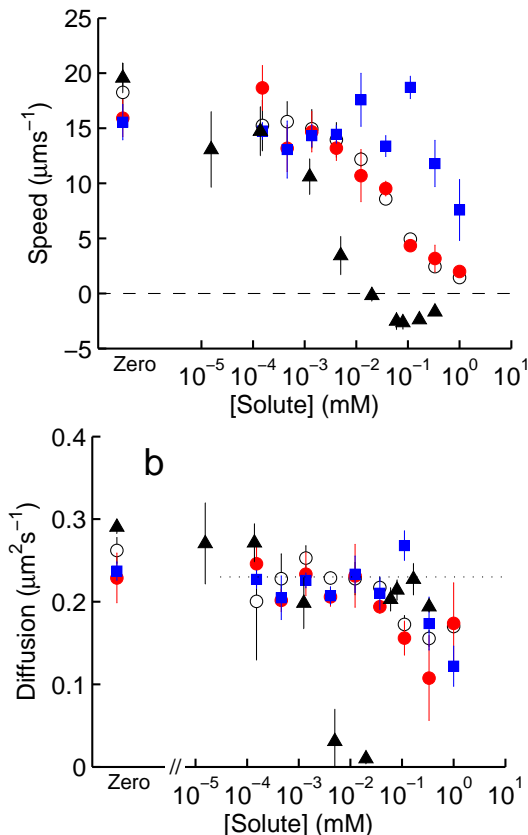 25
20
15
10
5
0
−5
Speed (μms⁻¹)
Zero
10⁻⁵ 10⁻⁴ 10⁻³ 10⁻² 10⁻¹ 10⁰ 10¹
[Solute] (mM)
b
0.4
0.3
0.2
0.1
0
Diffusion (μm²s⁻¹)
Zero // 10⁻⁵ 10⁻⁴ 10⁻³ 10⁻² 10⁻¹ 10⁰ 10¹
[Solute] (mM)